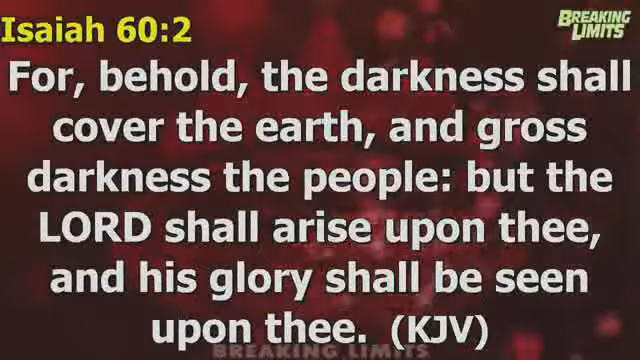 Isaiah 60:2
BREAKING
LIMITS
For, behold, the darkness shall
cover the earth, and gross
darkness the people: but the
LORD shall arise upon thee,
and his glory shall be seen
upon thee. (KJV)
BREAKING LIMITS